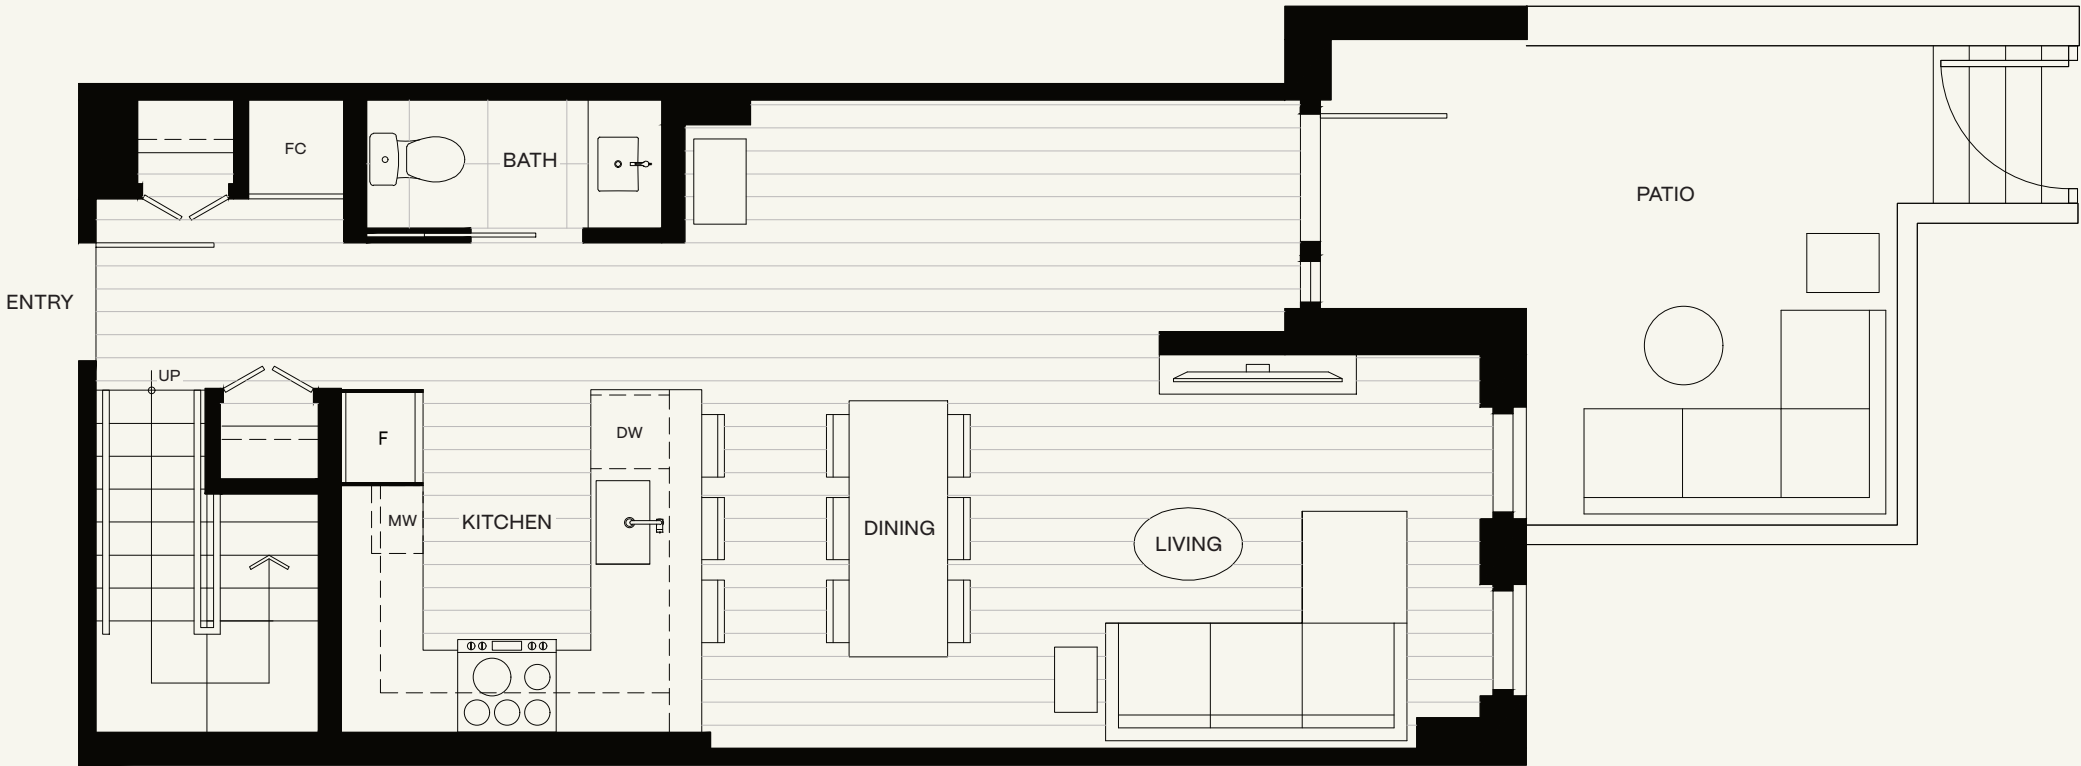 FC
BATH
PATIO
ENTRY
UP
F
DW
MW
KITCHEN
DINING
LIVING